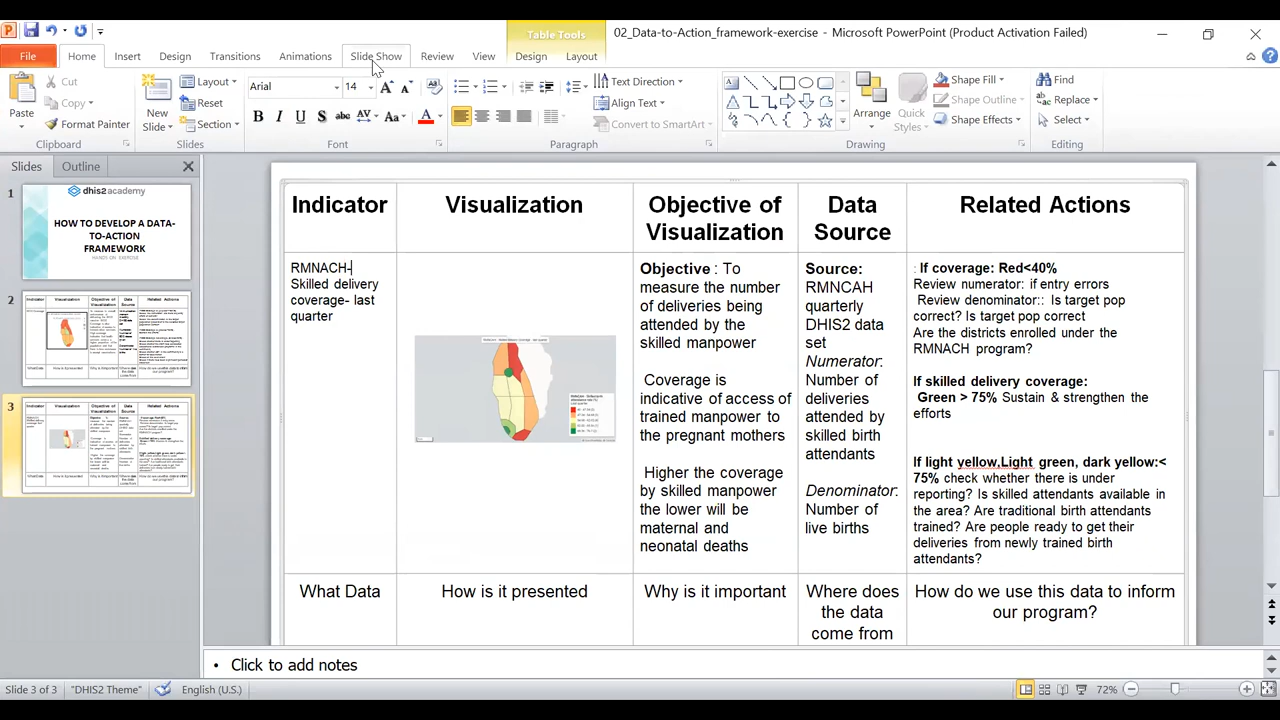 Table Tools
02_Data-to-Action_framework-exercise - Microsoft PowerPoint (Product Activation Failed)
File Home Insert Design Transitions Animations Slide Show Review View Design Layout
Paste
Cut
Copy
Format Painter
Clipboard
New Slide
Layout
Reset
Section
Slides
Arial 14
Font
Text Direction
Align Text
Convert to SmartArt
Paragraph
Arrange
Quick Styles
Shape Fill
Shape Outline
Shape Effects
Drawing
Find
Replace
Select
Editing
Slides Outline
1
dhis2academy
HOW TO DEVELOP A DATA-
TO-ACTION
FRAMEWORK
HANDS-ON EXERCISE
2
3
Indicator
Visualization
Objective of
Visualization
Data
Source
Related Actions
RMNACH-
Skilled delivery
coverage- last
quarter
Objective : To
measure the number
of deliveries being
attended by the
skilled manpower
Coverage is
indicative of access of
trained manpower to
the pregnant mothers
Higher the coverage
by skilled manpower
the lower will be
maternal and
neonatal deaths
Source:
RMNCAH
quarterly
DHIS2 data
set
Numerator:
Number of
deliveries
attended by
skilled birth
attendants
Denominator:
Number of
live births
: If coverage: Red<40%
Review numerator: if entry errors
Review denominator:: Is target pop
correct? Is target pop correct
Are the districts enrolled under the
RMNACH program?
If skilled delivery coverage:
Green > 75% Sustain & strengthen the
efforts
If light yellow,Light green, dark yellow:<
75% check whether there is under
reporting? Is skilled attendants available in
the area? Are traditional birth attendants
trained? Are people ready to get their
deliveries from newly trained birth
attendants?
What Data
How is it presented
Why is it important
Where does
the data
come from
How do we use this data to inform
our program?
• Click to add notes
Slide 3 of 3 "DHIS2 Theme" English (U.S.) 72%